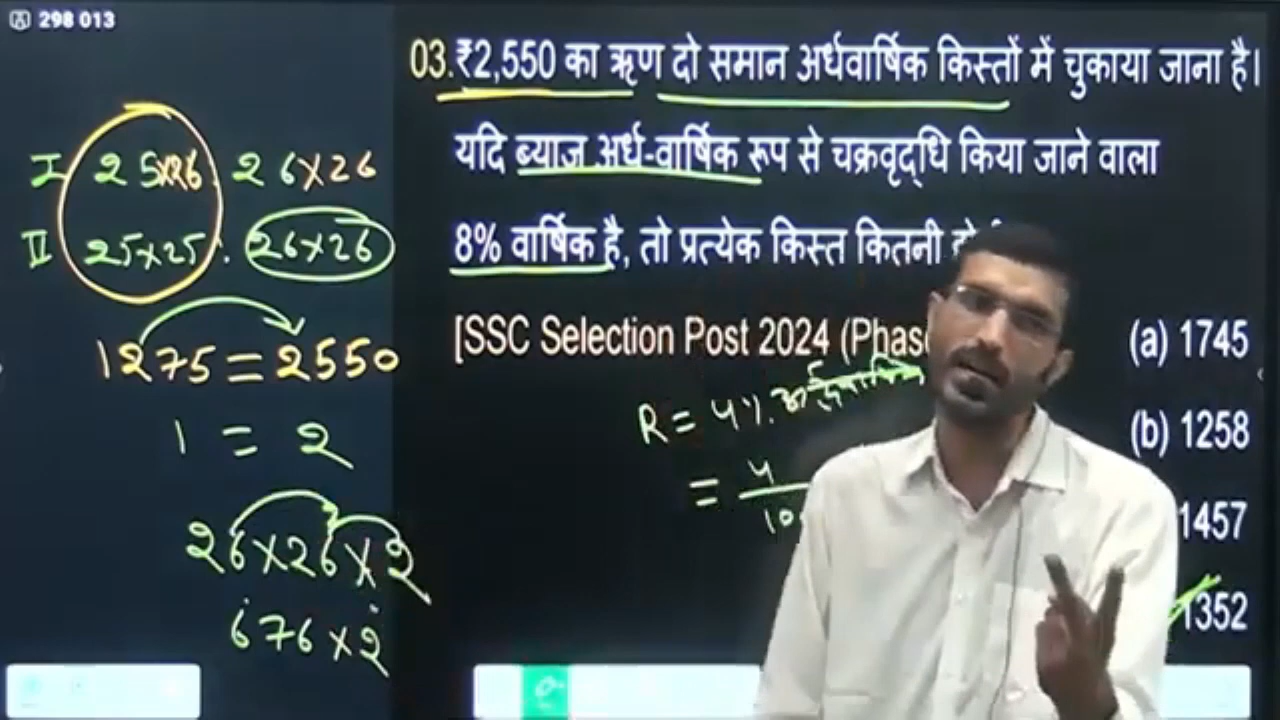 298 013
03.₹2,550 का ऋण दो समान अर्धवार्षिक किस्तों में चुकाया जाना है।
यदि ब्याज अर्ध-वार्षिक रूप से चक्रवृद्धि किया जाने वाला
8% वार्षिक है, तो प्रत्येक किस्त कितनी
[SSC Selection Post 2024 (Phase
(a) 1745
(b) 1258
1457
1352
I 25×26 : 26×26
II 25×25 : 26×26
1275 = 2550
1 = 2
26×26×2
676×2
R = 4% अर्द्धवार्षिक
= 4